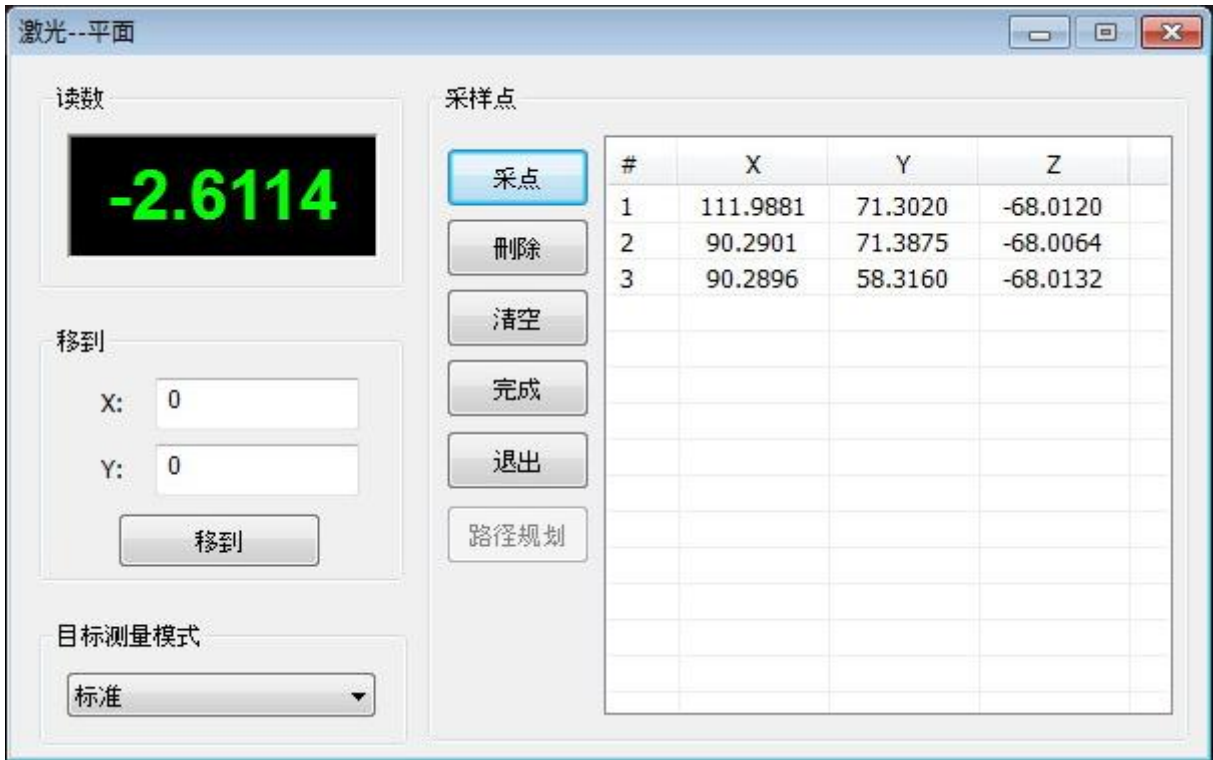 激光--平面
读数
-2.6114
移到
X: 0
Y: 0
移到
目标测量模式
标准
采样点
采点
删除
清空
完成
退出
路径规划
# X Y Z
1 111.9881 71.3020 -68.0120
2 90.2901 71.3875 -68.0064
3 90.2896 58.3160 -68.0132